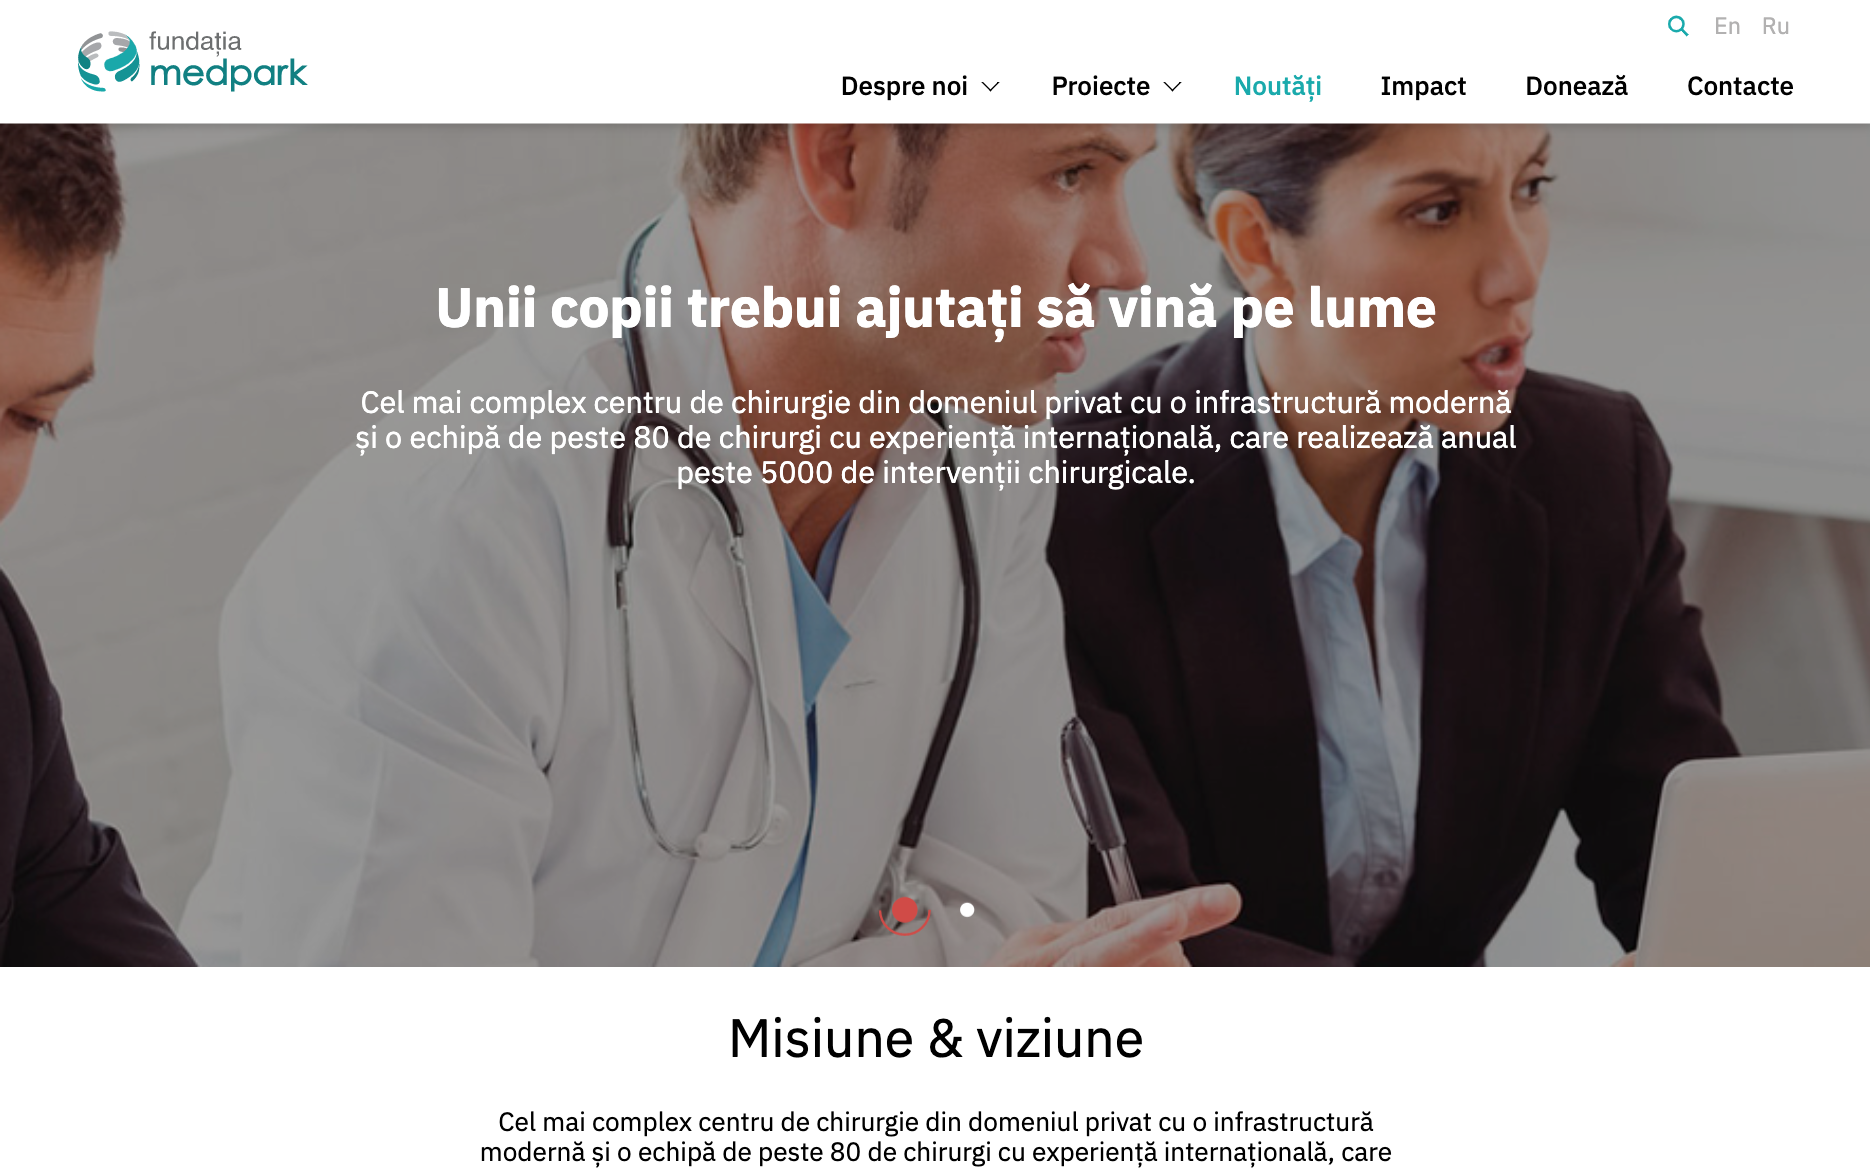 fundația
medpark
En Ru
Despre noi Proiecte Noutăți Impact Donează Contacte
Unii copii trebui ajutați să vină pe lume
Cel mai complex centru de chirurgie din domeniul privat cu o infrastructură modernă
și o echipă de peste 80 de chirurgi cu experiență internațională, care realizează anual
peste 5000 de intervenții chirurgicale.
Misiune & viziune
Cel mai complex centru de chirurgie din domeniul privat cu o infrastructură
modernă și o echipă de peste 80 de chirurgi cu experiență internațională, care